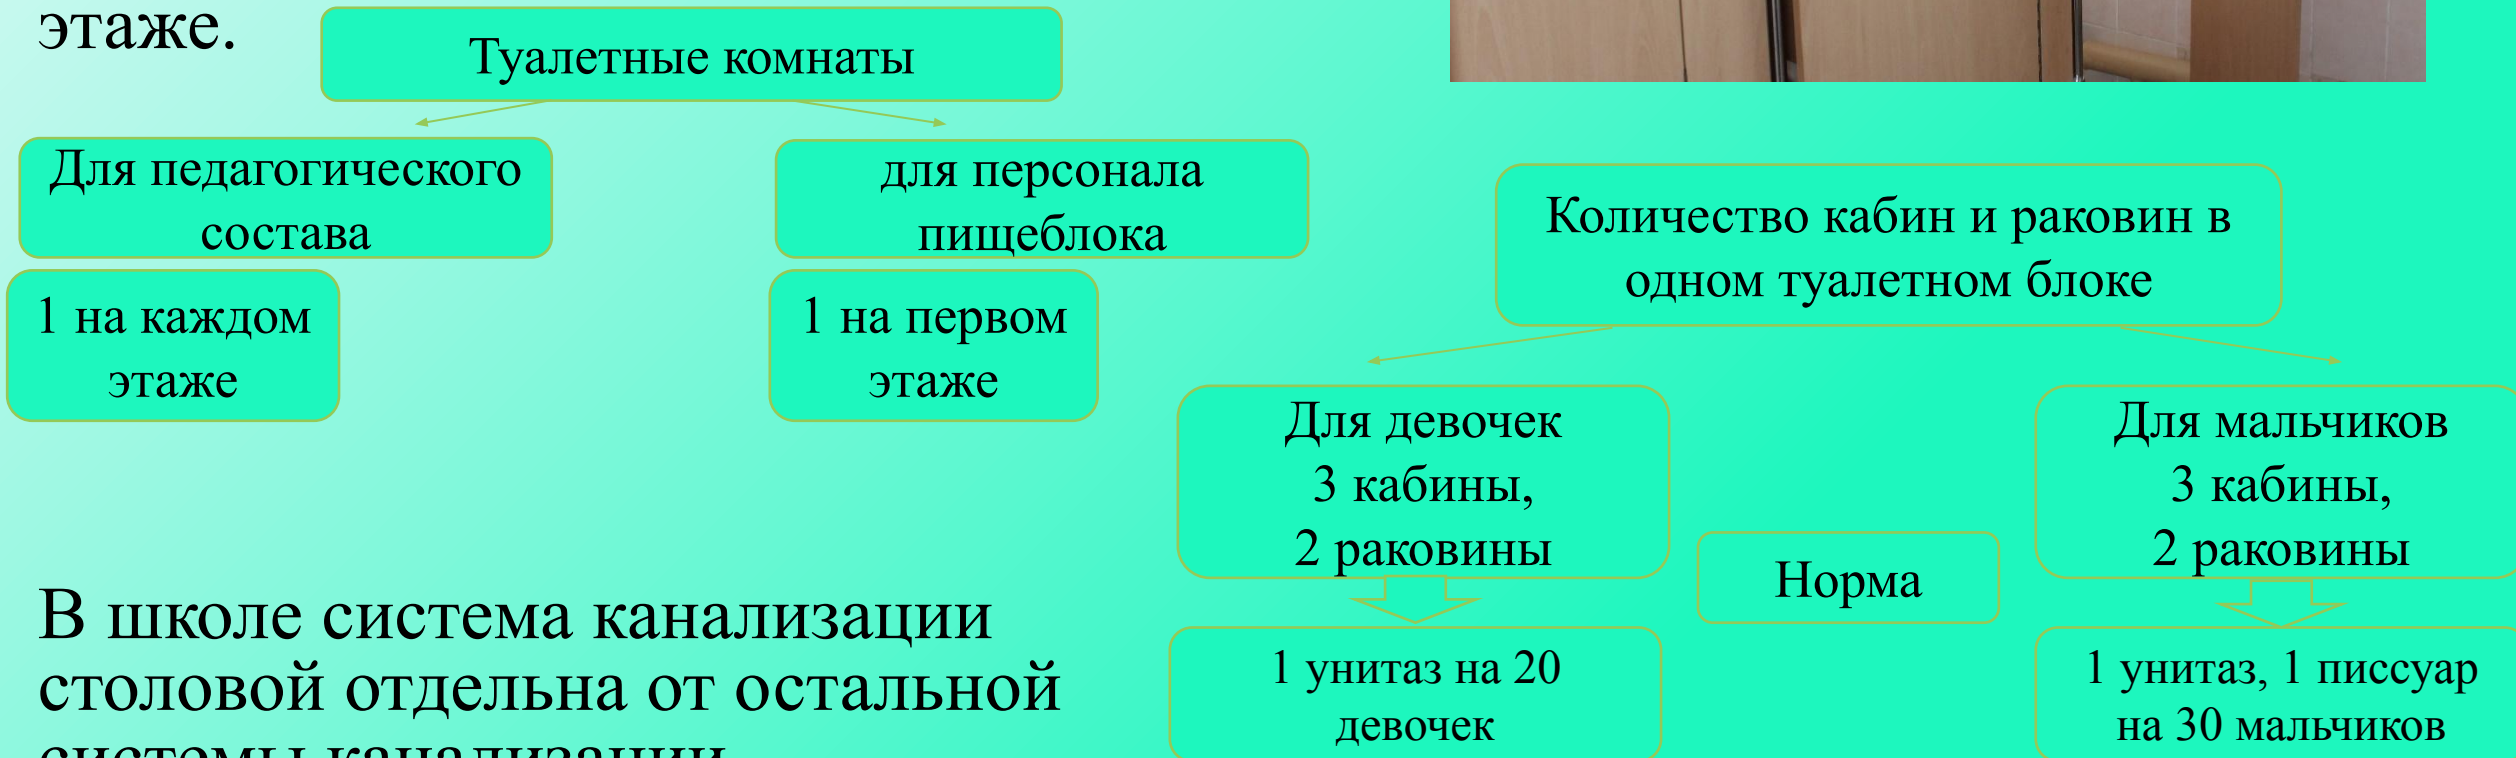 этаже.
Туалетные комнаты
Для педагогического
состава
для персонала
пищеблока
1 на каждом
этаже
1 на первом
этаже
Количество кабин и раковин в
одном туалетном блоке
Для девочек
3 кабины,
2 раковины
Для мальчиков
3 кабины,
2 раковины
Норма
1 унитаз на 20
девочек
1 унитаз, 1 писсуар
на 30 мальчиков
В школе система канализации
столовой отдельна от остальной
системы канализации